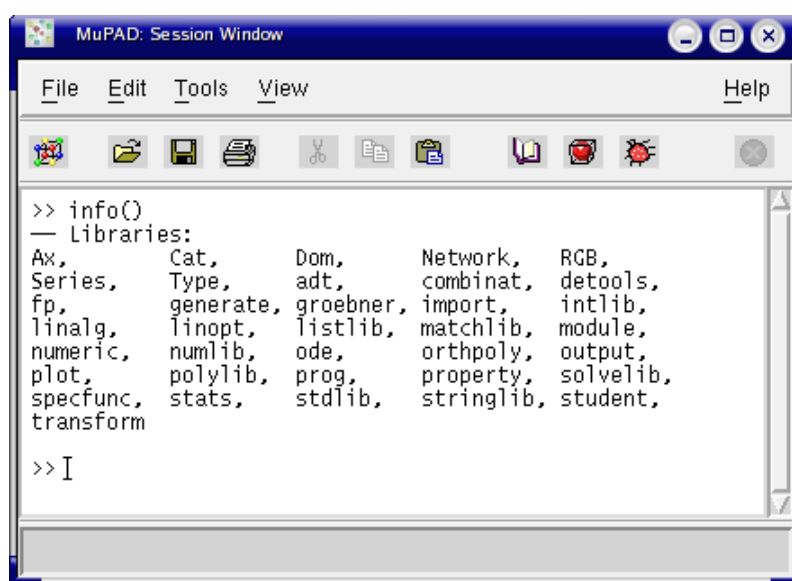 MuPAD: Session Window
File Edit Tools View Help
>> info()
-- Libraries:
Ax, Cat, Dom, Network, RGB,
Series, Type, adt, combinat, detools,
fp, generate, groebner, import, intlib,
linalg, linopt, listlib, matchlib, module,
numeric, numlib, ode, orthpoly, output,
plot, polylib, prog, property, solvelib,
specfunc, stats, stdlib, stringlib, student,
transform
>>